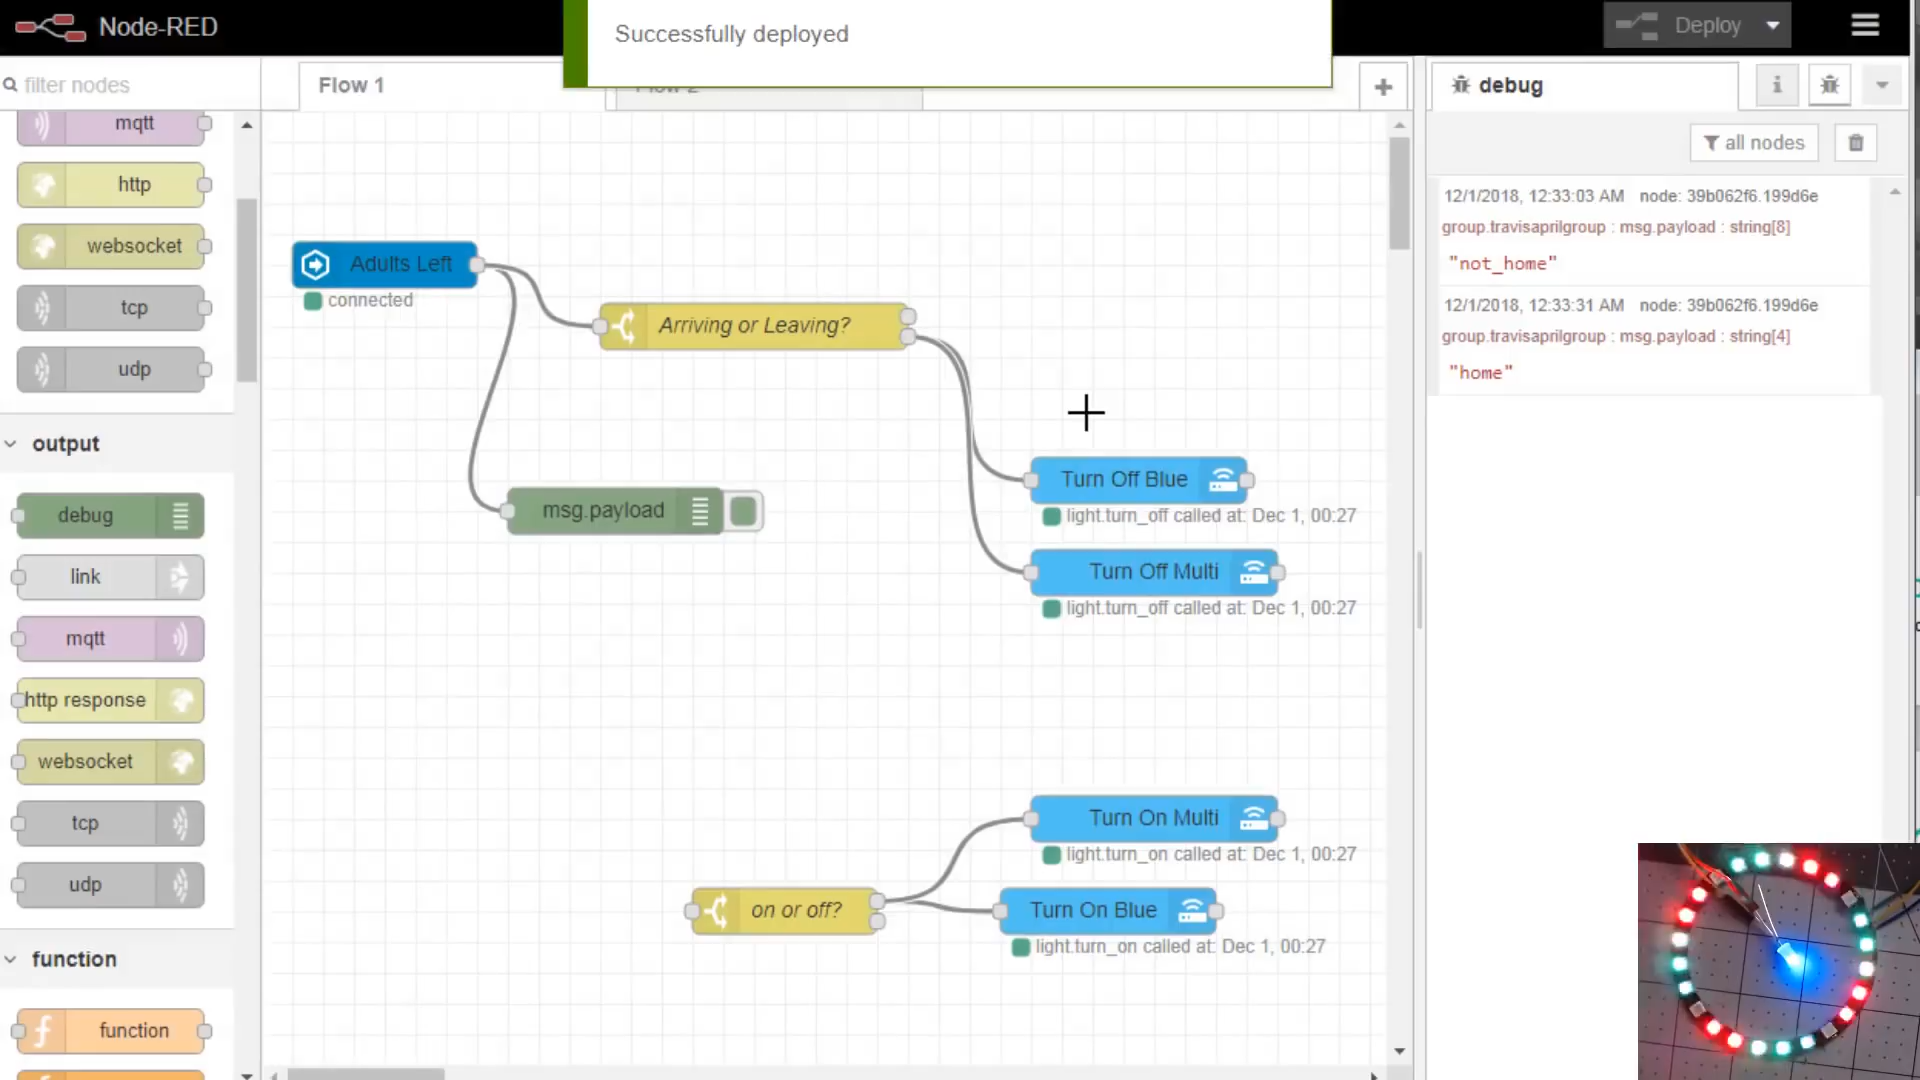 Node-RED
Successfully deployed
Deploy
filter nodes
Flow 1
Flow 2
debug
all nodes
mqtt
http
websocket
tcp
udp
output
debug
link
mqtt
http response
websocket
tcp
udp
function
function
Adults Left
connected
Arriving or Leaving?
msg.payload
Turn Off Blue
light.turn_off called at: Dec 1, 00:27
Turn Off Multi
light.turn_off called at: Dec 1, 00:27
Turn On Multi
light.turn_on called at: Dec 1, 00:27
on or off?
Turn On Blue
light.turn_on called at: Dec 1, 00:27
12/1/2018, 12:33:03 AM node: 39b062f6.199d6e
group.travisaprilgroup : msg.payload : string[8]
"not_home"
12/1/2018, 12:33:31 AM node: 39b062f6.199d6e
group.travisaprilgroup : msg.payload : string[4]
"home"